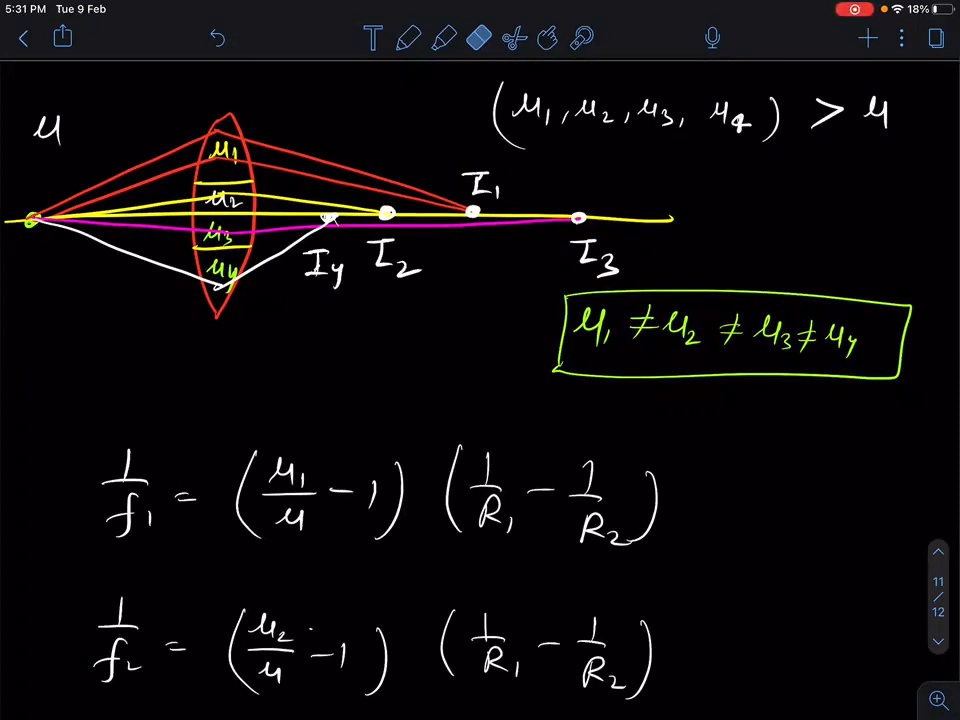 5:31 PM Tue 9 Feb 18%
(μ1, μ2, μ3, μ4) > μ
μ
μ1
I1
μ2
μ3
I4 I2 I3
μ4
μ1 ≠ μ2 ≠ μ3 ≠ μ4
1/f1 = (μ1/μ - 1) (1/R1 - 1/R2)
11 / 12
1/f2 = (μ2/μ - 1) (1/R1 - 1/R2)